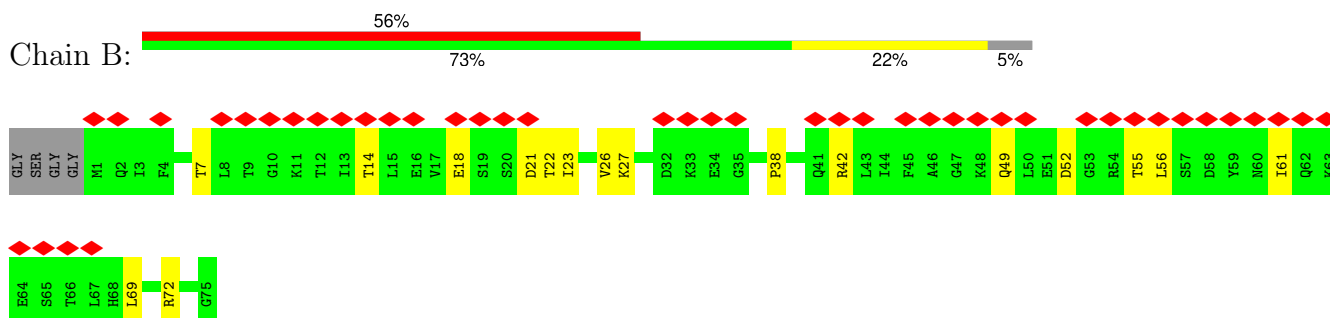 56%
Chain B:
73% 22% 5%
GLY SER GLY GLY M1 Q2 I3 F4 T7 L8 T9 G10 K11 T12 I13 T14 L15 E16 V17 E18 S19 S20 D21 T22 I23 V26 K27 D32 K33 E34 G35 P38 Q41 R42 L43 I44 F45 A46 G47 K48 Q49 L50 E51 D52 G53 R54 T55 L56 S57 D58 Y59 N60 I61 Q62 K63
E64 S65 T66 L67 H68 L69 R72 G75